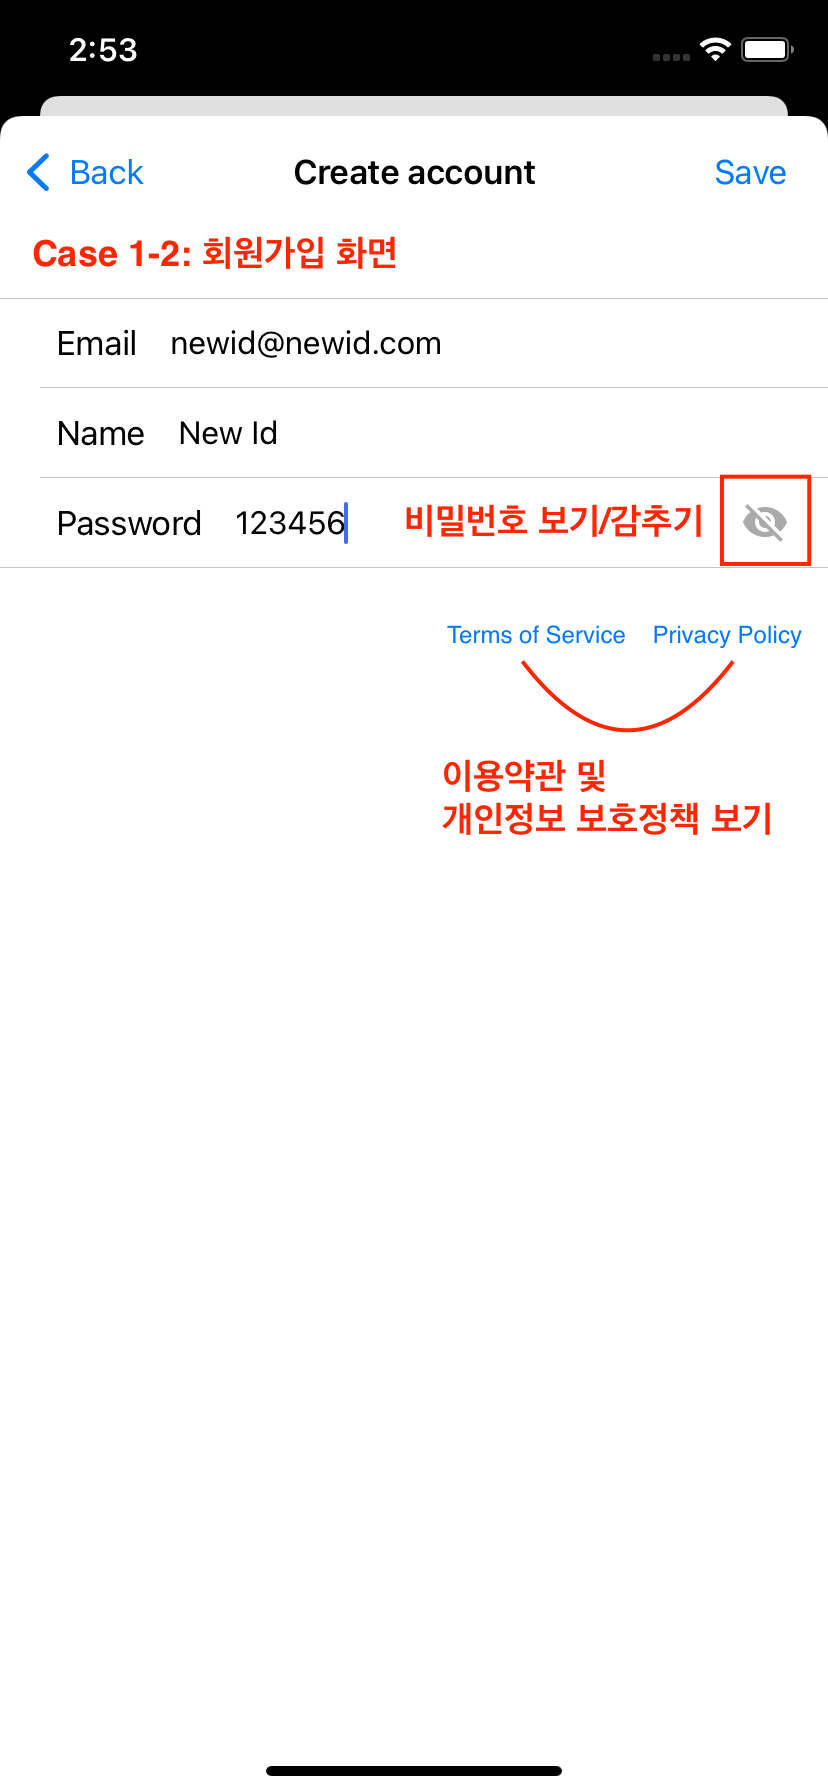 2:53
Back Create account Save
Case 1-2: 회원가입 화면
Email newid@newid.com
Name New Id
Password 123456 비밀번호 보기/감추기
Terms of Service Privacy Policy
이용약관 및
개인정보 보호정책 보기